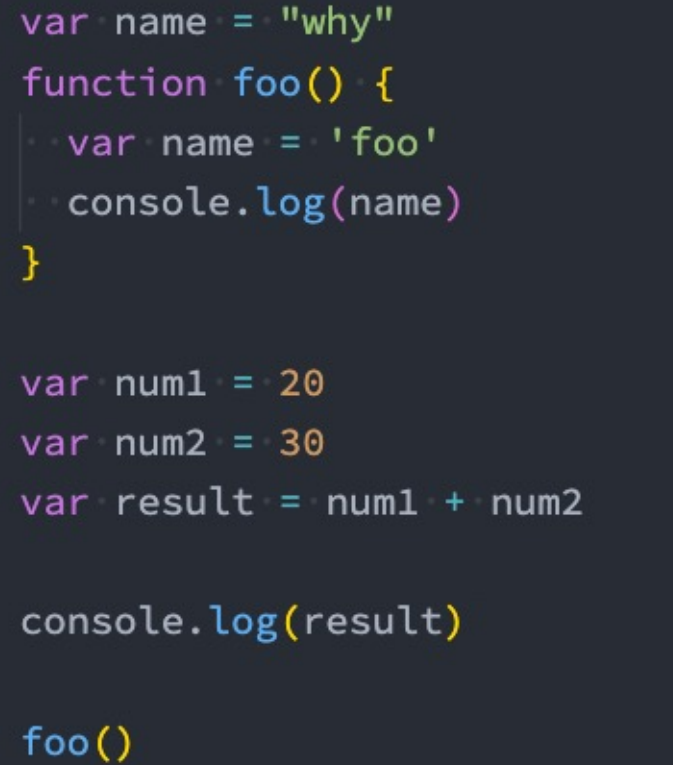 var name = "why"
function foo() {
  var name = 'foo'
  console.log(name)
}

var num1 = 20
var num2 = 30
var result = num1 + num2

console.log(result)

foo()